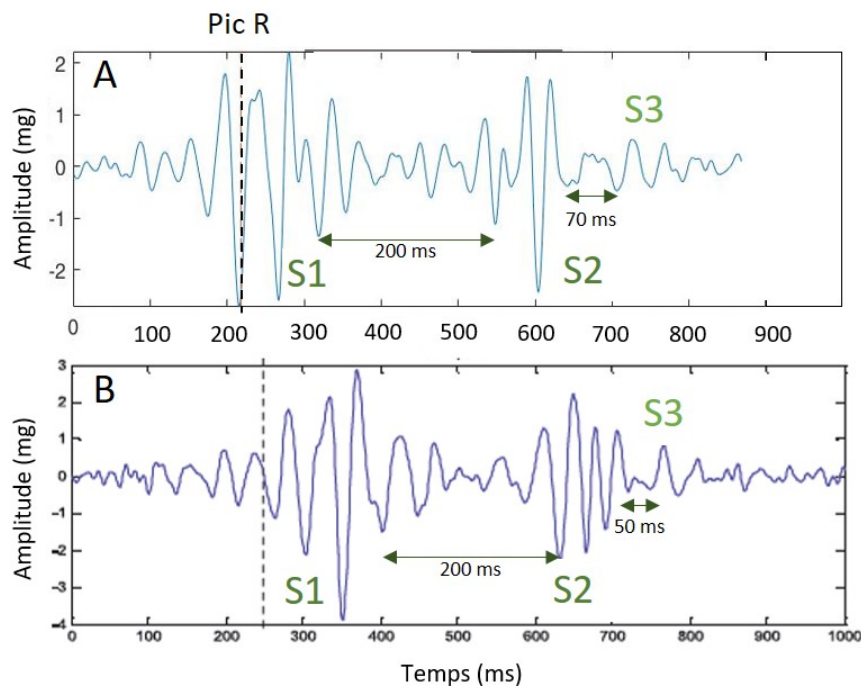 Pic R
A
Amplitude (mg)
2
1
0
-1
-2
S1
S2
S3
200 ms
70 ms
0 100 200 300 400 500 600 700 800 900
B
Amplitude (mg)
3
2
1
0
-1
-2
-3
-4
S1
S2
S3
200 ms
50 ms
0 100 200 300 400 500 600 700 800 900 1000
Temps (ms)